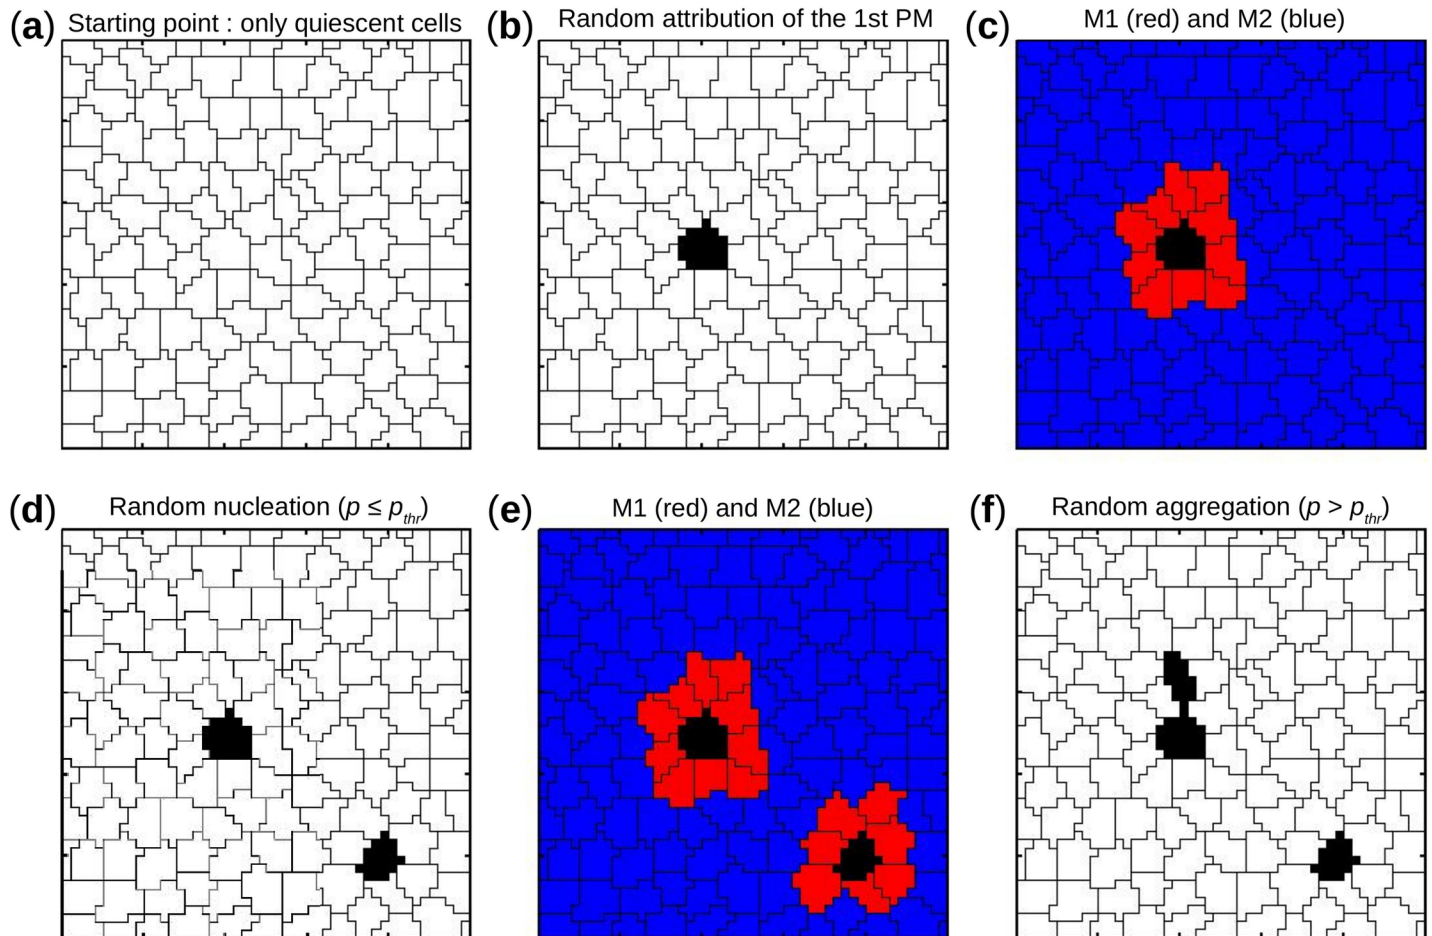 (a) Starting point : only quiescent cells
(b) Random attribution of the 1st PM
(c) M1 (red) and M2 (blue)
(d) Random nucleation (p ≤ pthr)
(e) M1 (red) and M2 (blue)
(f) Random aggregation (p > pthr)